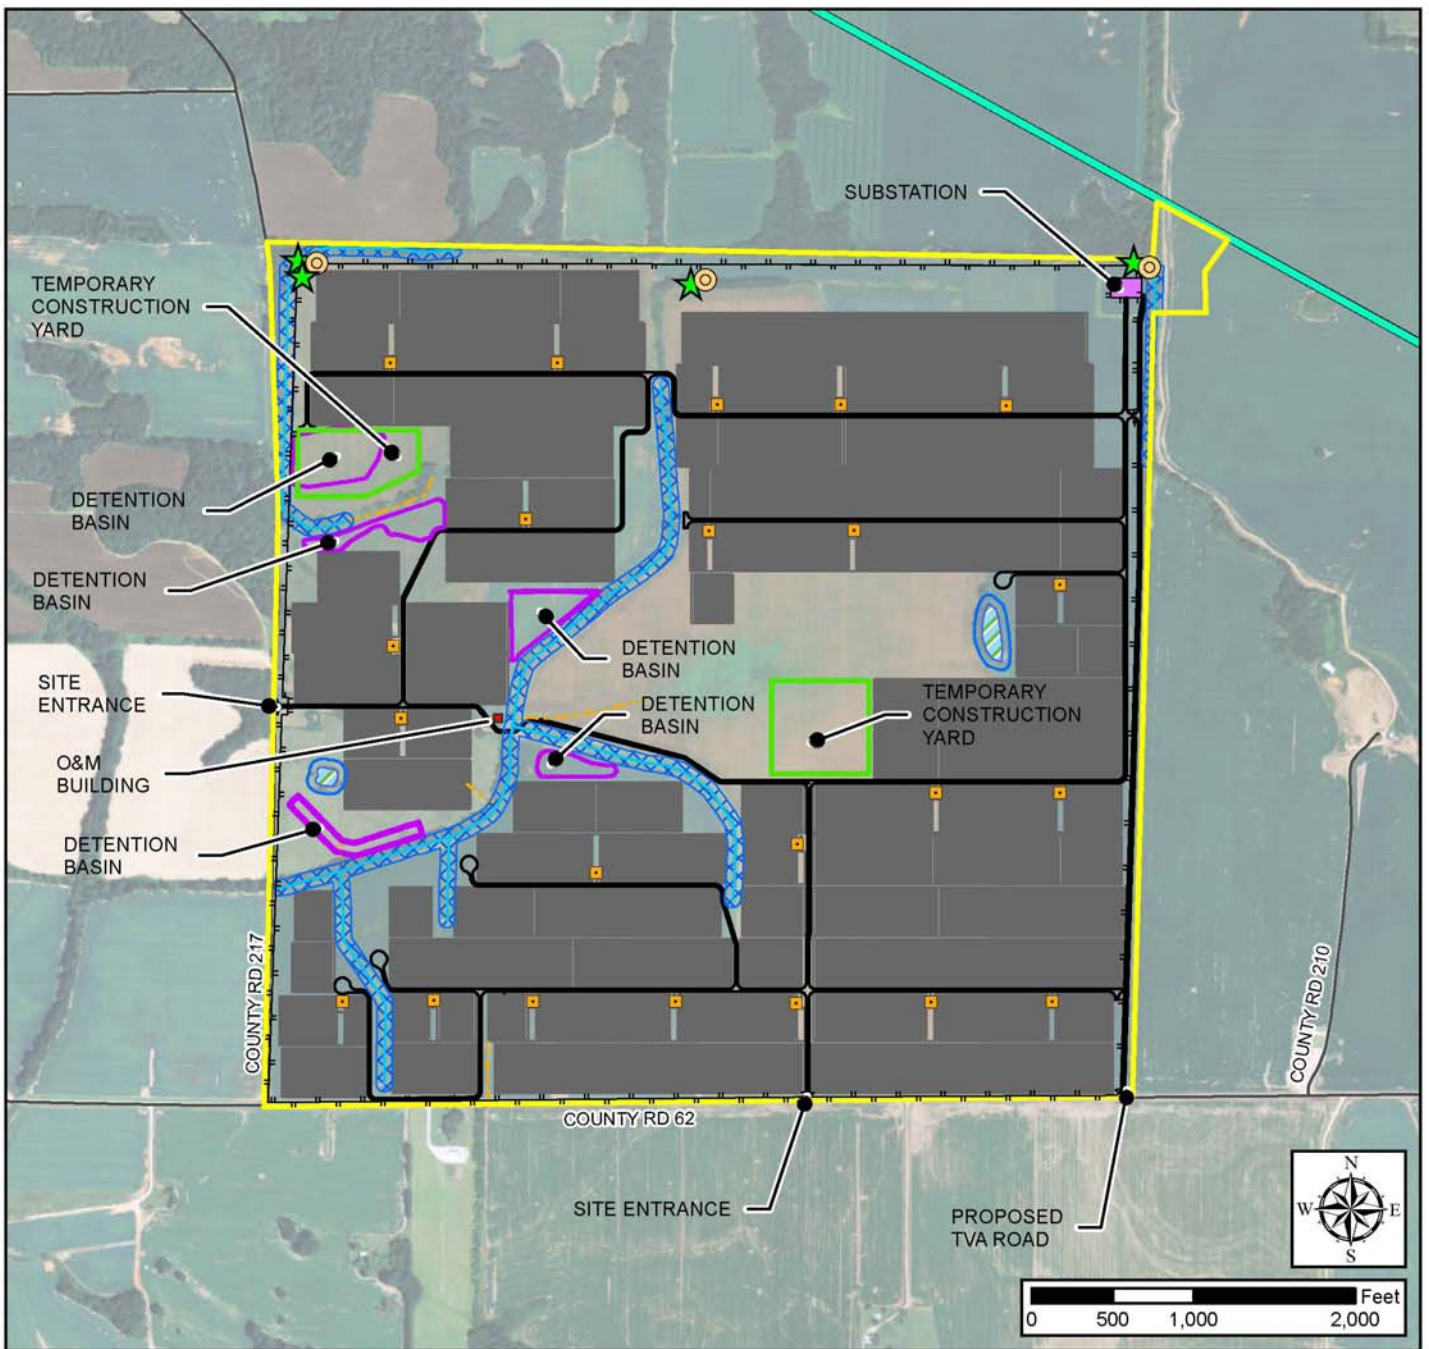 SUBSTATION
TEMPORARY
CONSTRUCTION
YARD
DETENTION
BASIN
DETENTION
BASIN
DETENTION
BASIN
SITE
ENTRANCE
DETENTION
BASIN
TEMPORARY
CONSTRUCTION
YARD
O&M
BUILDING
DETENTION
BASIN
COUNTY RD 217
COUNTY RD 210
COUNTY RD 62
SITE ENTRANCE
PROPOSED
TVA ROAD
N
W E
S
Feet
0 500 1,000 2,000